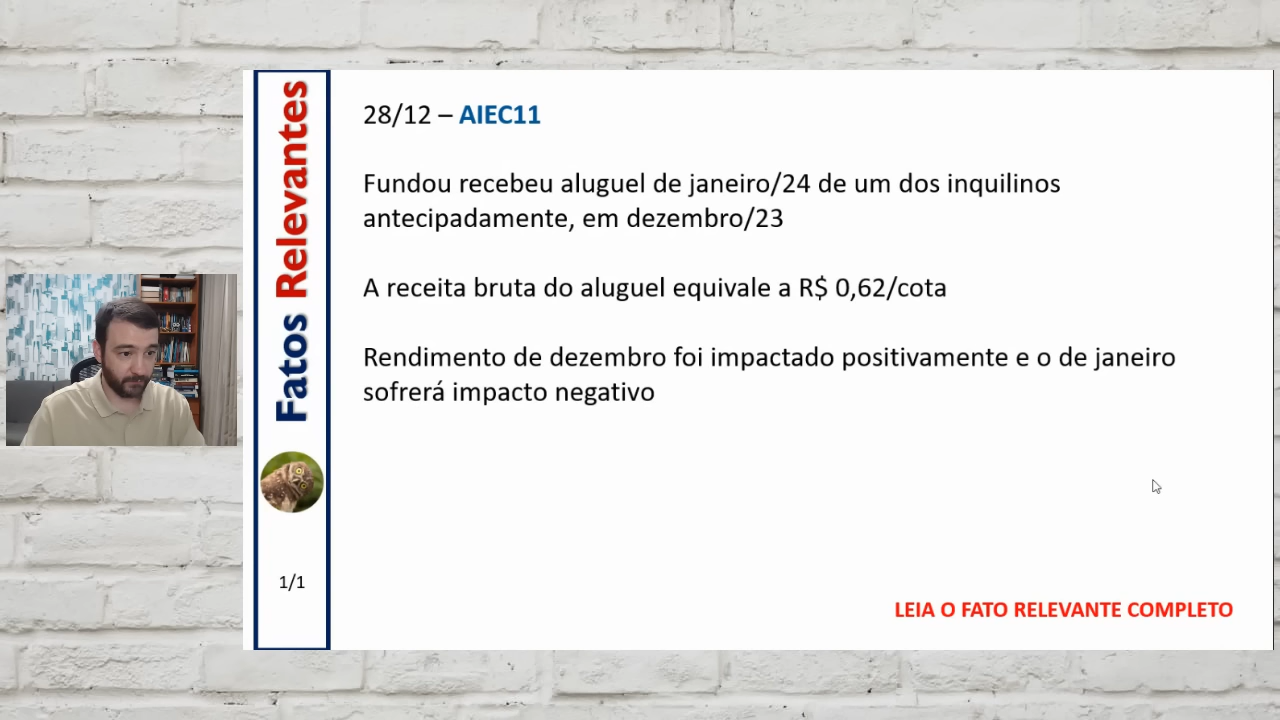 Fatos Relevantes
1/1
28/12 – AIEC11
Fundou recebeu aluguel de janeiro/24 de um dos inquilinos
antecipadamente, em dezembro/23
A receita bruta do aluguel equivale a R$ 0,62/cota
Rendimento de dezembro foi impactado positivamente e o de janeiro
sofrerá impacto negativo
LEIA O FATO RELEVANTE COMPLETO